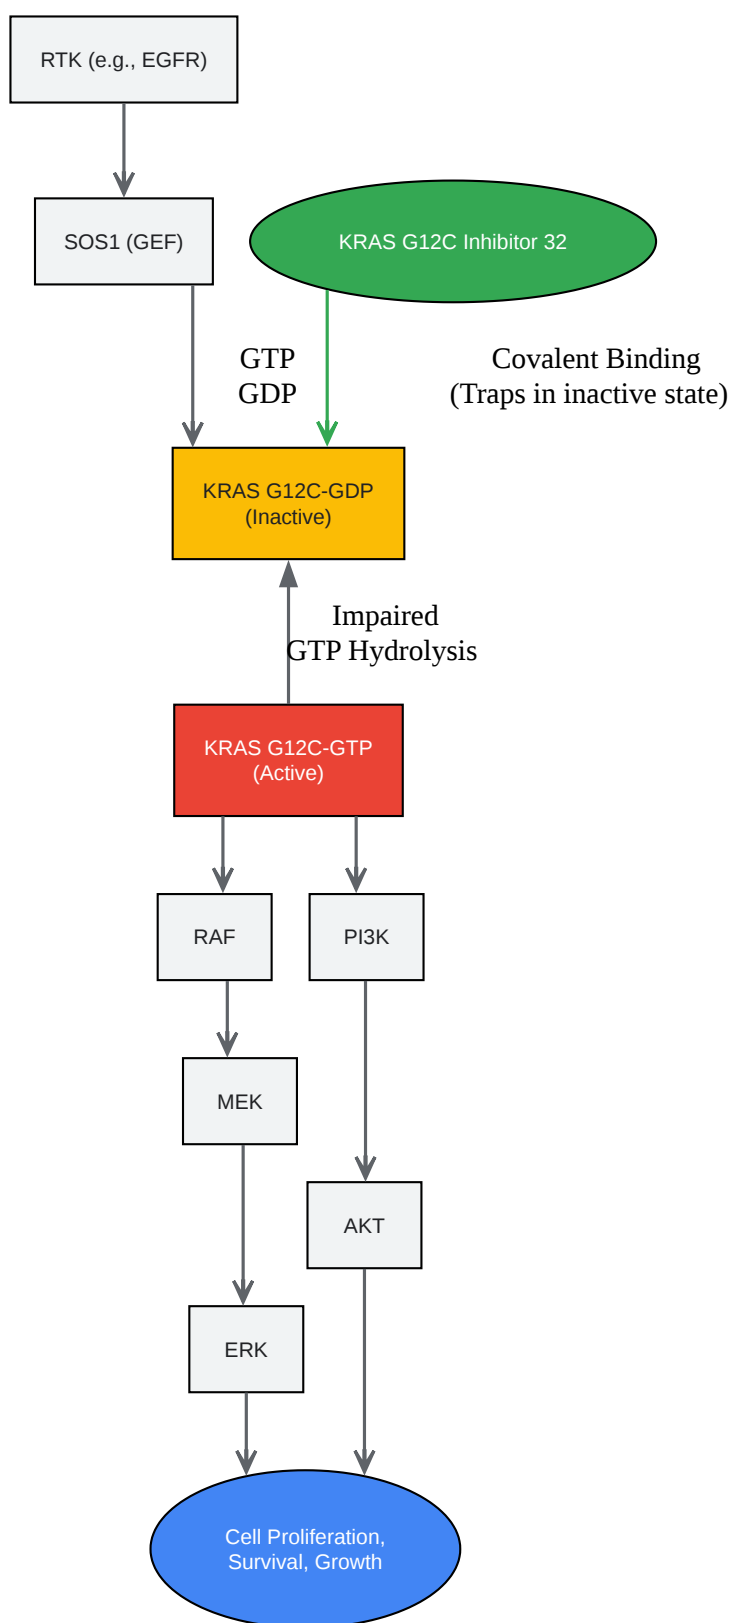 RTK (e.g., EGFR)
SOS1 (GEF)
KRAS G12C Inhibitor 32
GTP
GDP
Covalent Binding
(Traps in inactive state)
KRAS G12C-GDP
(Inactive)
Impaired
GTP Hydrolysis
KRAS G12C-GTP
(Active)
RAF
PI3K
MEK
AKT
ERK
Cell Proliferation,
Survival, Growth